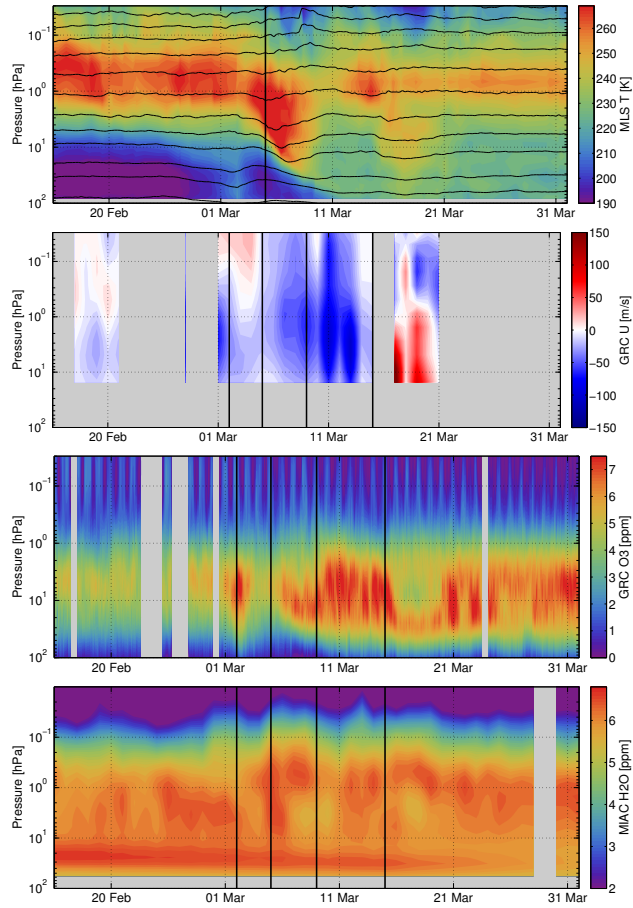 10⁻¹
10⁰
10¹
10²
Pressure [hPa]
20 Feb
01 Mar
11 Mar
21 Mar
31 Mar
260
250
240
230
220
210
200
190
MLS T [K]
10⁻¹
10⁰
10¹
10²
Pressure [hPa]
20 Feb
01 Mar
11 Mar
21 Mar
31 Mar
150
100
50
0
−50
−100
−150
GRC U [m/s]
10⁻¹
10⁰
10¹
10²
Pressure [hPa]
20 Feb
01 Mar
11 Mar
21 Mar
31 Mar
7
6
5
4
3
2
1
0
GRC O3 [ppm]
10⁻¹
10⁰
10¹
10²
Pressure [hPa]
20 Feb
01 Mar
11 Mar
21 Mar
31 Mar
6
5
4
3
2
MIAC H2O [ppm]